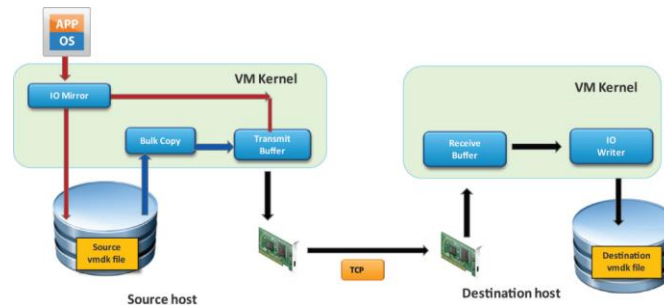 APP
OS
VM Kernel
IO Mirror
Bulk Copy
Transmit
Buffer
Source
vmdk file
Source host
TCP
VM Kernel
Receive
Buffer
IO
Writer
Destination
vmdk file
Destination host